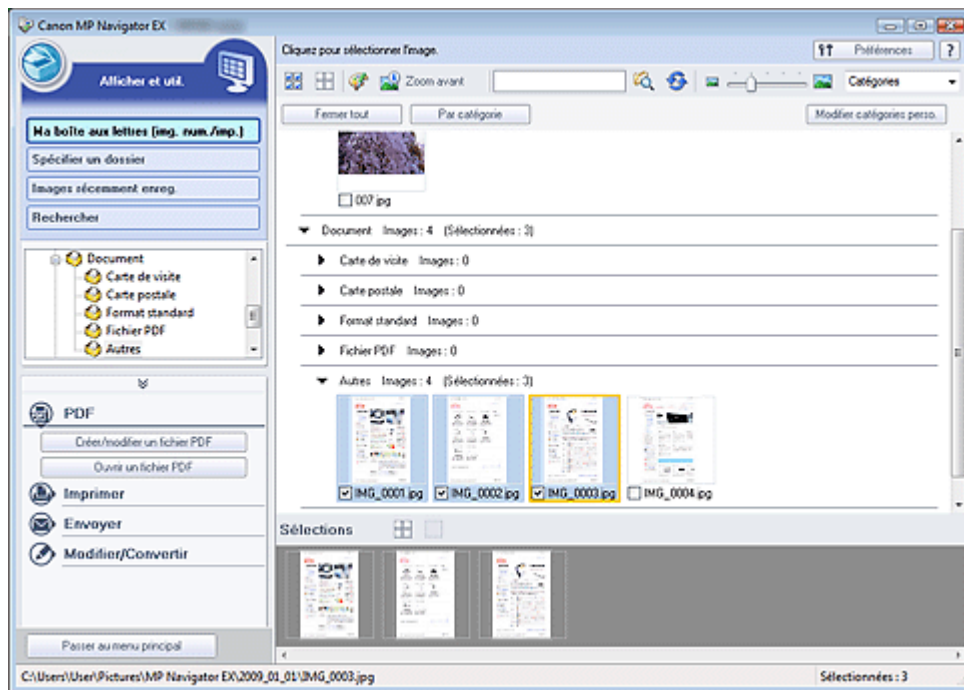 Canon MP Navigator EX
Afficher et util.
Cliquez pour sélectionner l'image.
Préférences
?
Zoom avant
Catégories
Fermer tout
Par catégorie
Modifier catégories perso.
Ma boîte aux lettres (img. num./imp.)
Spécifier un dossier
Images récemment enreg.
Rechercher
Document
Carte de visite
Carte postale
Format standard
Fichier PDF
Autres
PDF
Créer/modifier un fichier PDF
Ouvrir un fichier PDF
Imprimer
Envoyer
Modifier/Convertir
Passer au menu principal
007.jpg
Document Images : 4 (Sélectionnées : 3)
Carte de visite Images : 0
Carte postale Images : 0
Format standard Images : 0
Fichier PDF Images : 0
Autres Images : 4 (Sélectionnées : 3)
IMG_0001.jpg IMG_0002.jpg IMG_0003.jpg IMG_0004.jpg
Sélections
C:\Users\User\Pictures\MP Navigator EX\2009_01_01\IMG_0003.jpg
Sélectionnées : 3